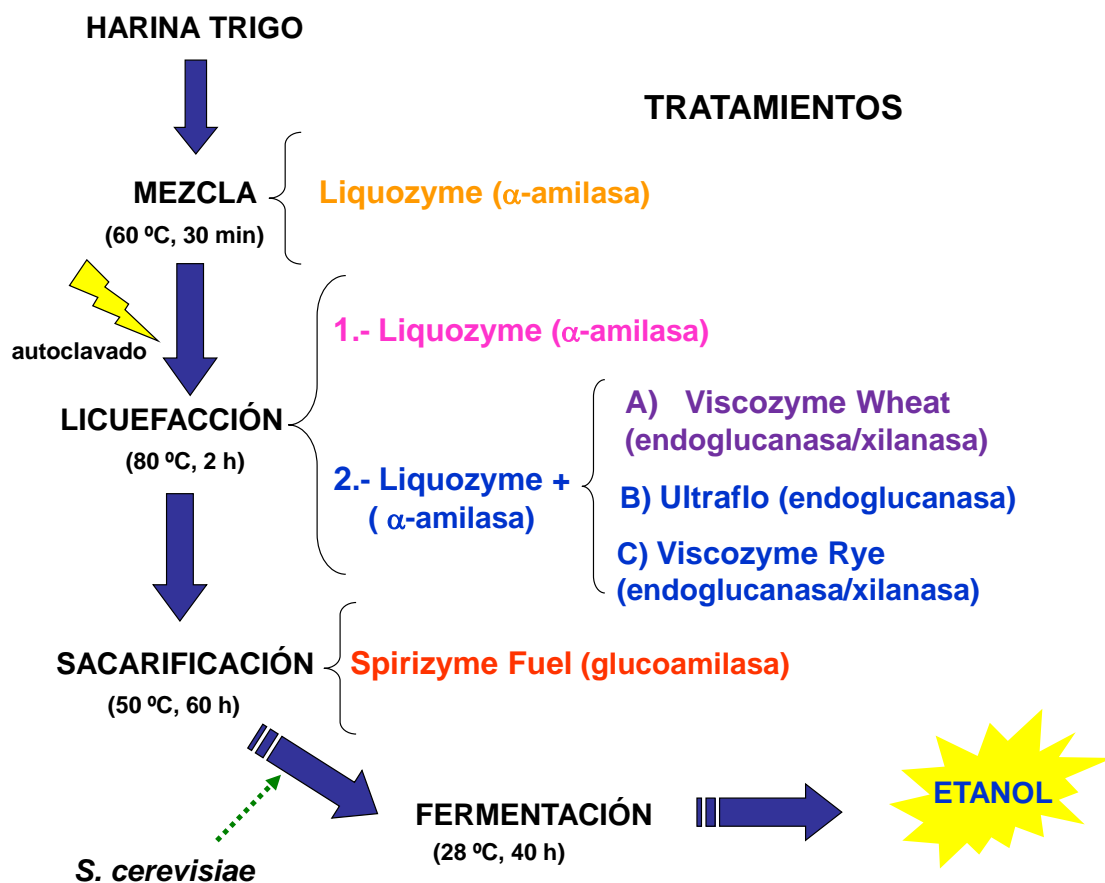 HARINA TRIGO
TRATAMIENTOS
MEZCLA
(60 ºC, 30 min)
Liquozyme (α-amilasa)
autoclavado
LICUEFACCIÓN
(80 ºC, 2 h)
1.- Liquozyme (α-amilasa)
2.- Liquozyme +
( α-amilasa)
A) Viscozyme Wheat
(endoglucanasa/xilanasa)
B) Ultraflo (endoglucanasa)
C) Viscozyme Rye
(endoglucanasa/xilanasa)
SACARIFICACIÓN
(50 ºC, 60 h)
Spirizyme Fuel (glucoamilasa)
S. cerevisiae
FERMENTACIÓN
(28 ºC, 40 h)
ETANOL